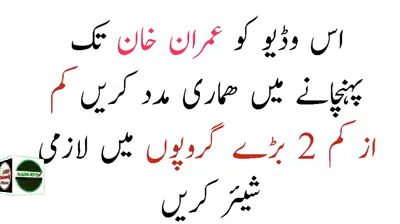 اس وڈیو کو عمران خان تک
پہنچانے میں ھماری مدد کریں کم
از کم 2 بڑے گروپوں میں لازمی
شیئر کریں